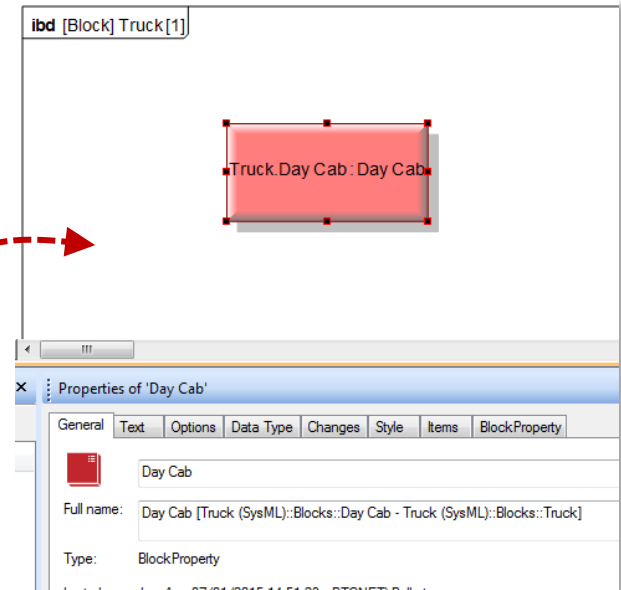 ibd [Block] Truck[1]
Truck.Day Cab : Day Cab
Properties of 'Day Cab'
General Text Options Data Type Changes Style Items BlockProperty
Day Cab
Full name: Day Cab [Truck (SysML)::Blocks::Day Cab - Truck (SysML)::Blocks::Truck]
Type: BlockProperty